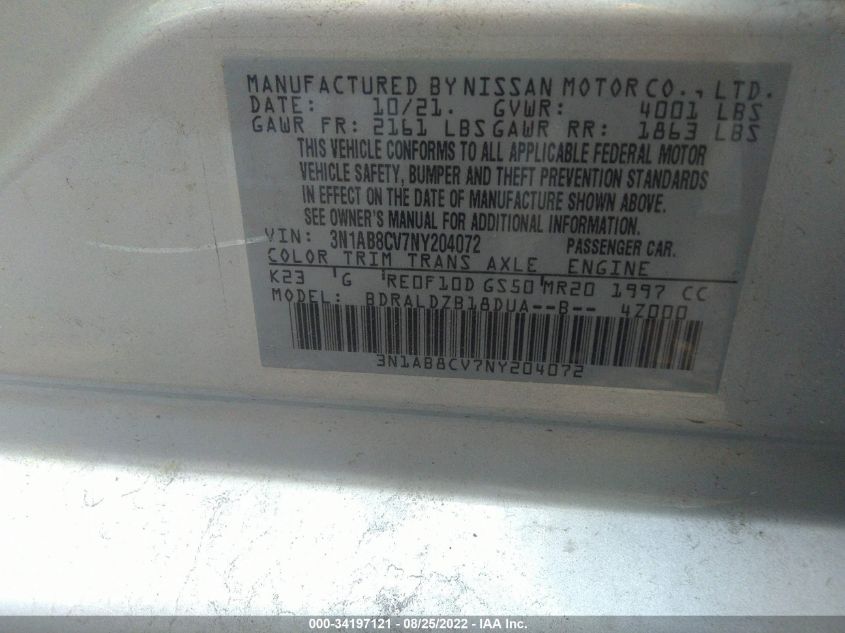 MANUFACTURED BY NISSAN MOTOR CO., LTD.
DATE: 10/21. GVWR: 4001 LBS
GAWR FR: 2161 LBS GAWR RR: 1863 LBS
THIS VEHICLE CONFORMS TO ALL APPLICABLE FEDERAL MOTOR
VEHICLE SAFETY, BUMPER AND THEFT PREVENTION STANDARDS
IN EFFECT ON THE DATE OF MANUFACTURE SHOWN ABOVE.
SEE OWNER'S MANUAL FOR ADDITIONAL INFORMATION.
VIN: 3N1AB8CV7NY204072 PASSENGER CAR.
COLOR TRIM TRANS AXLE ENGINE
K23 G RE0F10D GS50 MR20 1997 CC
MODEL: BDRALDZB18DUA--B-- 4Z000
3N1AB8CV7NY204072
000-34197121 - 08/25/2022 - IAA Inc.